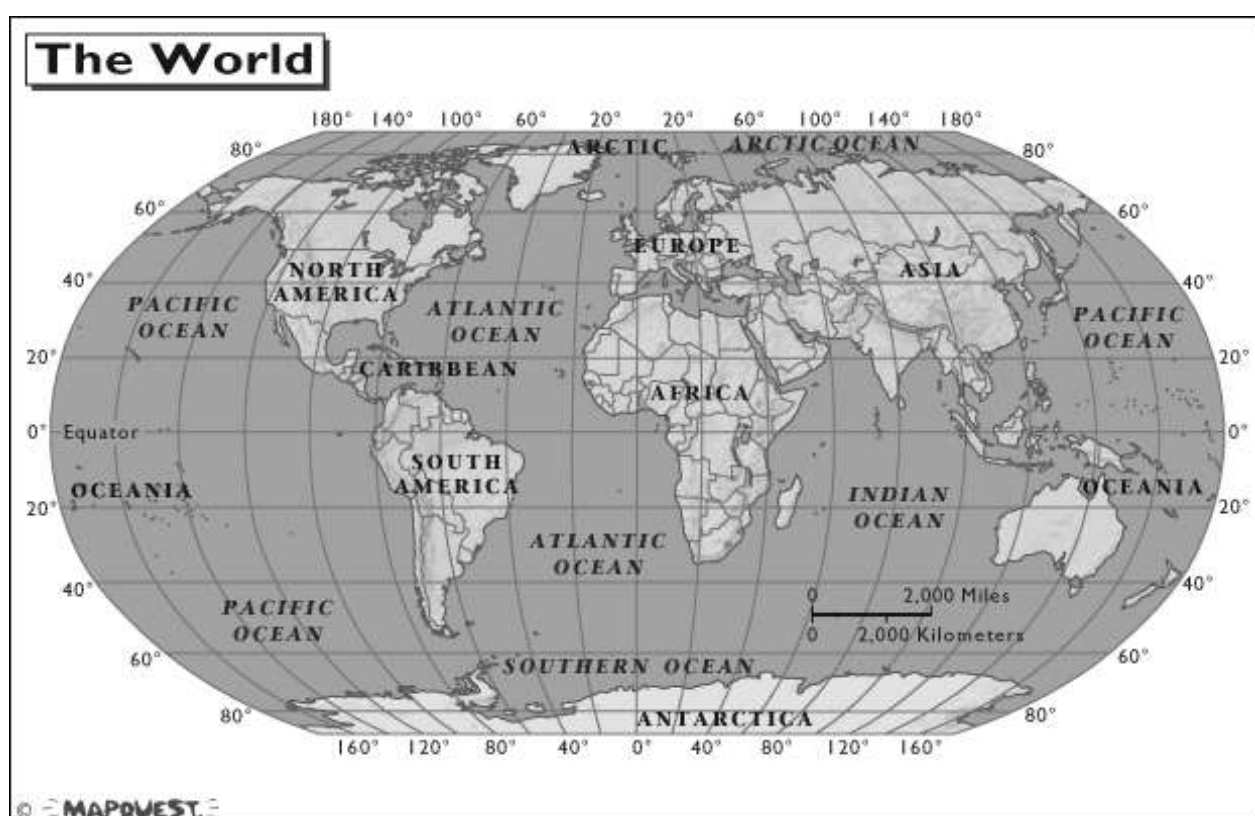 The World
180° 140° 100° 60° 20° 20° 60° 100° 140° 180°
80° ARCTIC ARCTIC OCEAN 80°
60° 60°
EUROPE
NORTH
AMERICA
ASIA
40° 40°
PACIFIC
OCEAN
ATLANTIC
OCEAN
PACIFIC
OCEAN
20° 20°
CARIBBEAN
AFRICA
0° Equator 0°
SOUTH
AMERICA
OCEANIA
INDIAN
OCEAN
OCEANIA
20° 20°
ATLANTIC
OCEAN
40° 40°
0 2,000 Miles
0 2,000 Kilometers
PACIFIC
OCEAN
60° 60°
SOUTHERN OCEAN
80° 80°
ANTARCTICA
160° 120° 80° 40° 0° 40° 80° 120° 160°
© MAPQUEST.